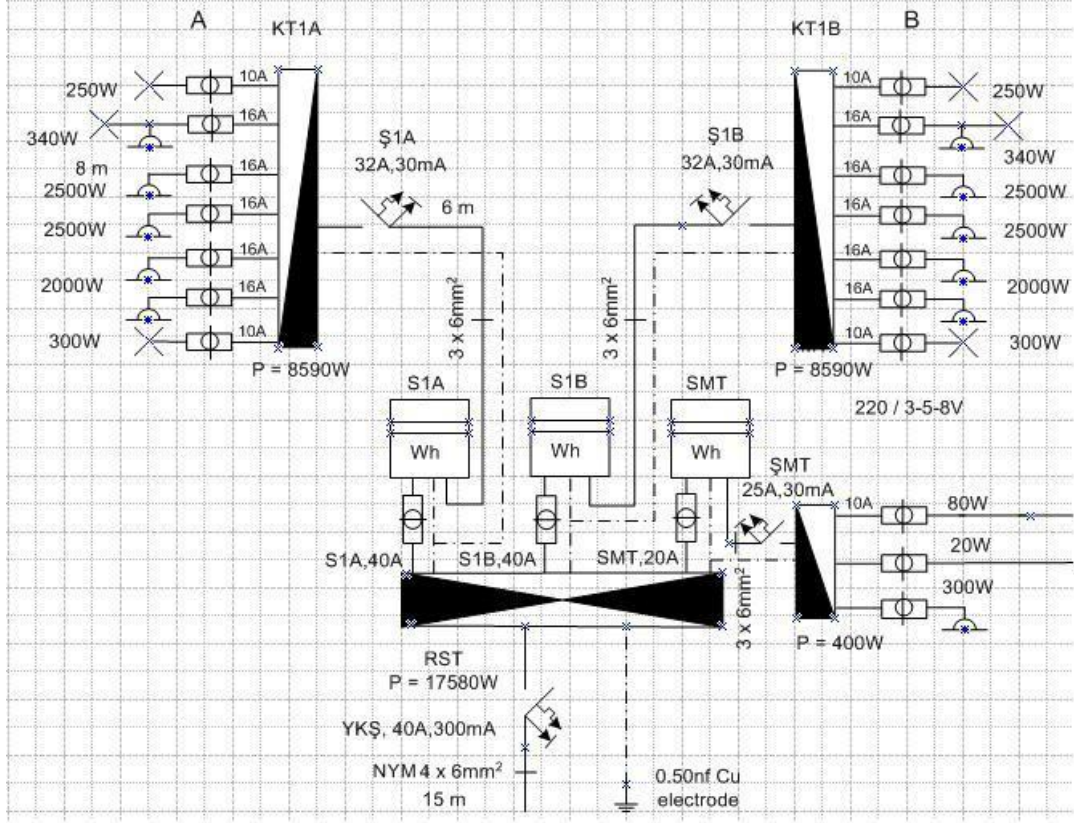 A
KT1A
10A
250W
16A
340W
8 m
16A
2500W
16A
2500W
16A
2000W
16A
10A
300W
P = 8590W
Ş1A
32A,30mA
6 m
3 x 6mm²
B
KT1B
10A
250W
16A
340W
16A
2500W
16A
2500W
16A
2000W
16A
10A
300W
P = 8590W
Ş1B
32A,30mA
3 x 6mm²
220 / 3-5-8V
S1A
Wh
S1B
Wh
SMT
Wh
ŞMT
25A,30mA
10A
80W
20W
300W
P = 400W
3 x 6mm²
S1A,40A
S1B,40A
SMT,20A
RST
P = 17580W
YKŞ, 40A,300mA
NYM 4 x 6mm²
15 m
0.50nf Cu
electrode